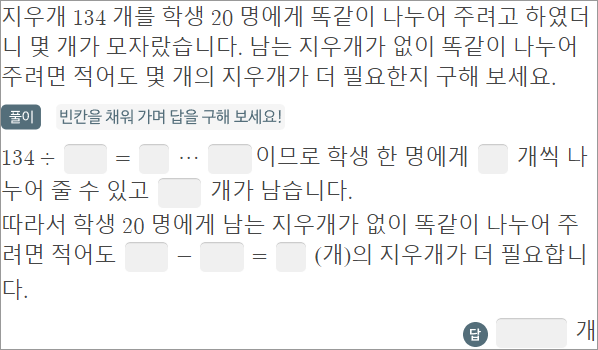 지우개 134 개를 학생 20 명에게 똑같이 나누어 주려고 하였더
니 몇 개가 모자랐습니다. 남는 지우개가 없이 똑같이 나누어
주려면 적어도 몇 개의 지우개가 더 필요한지 구해 보세요.
풀이 빈칸을 채워 가며 답을 구해 보세요!
134 ÷ = ··· 이므로 학생 한 명에게 개씩 나
누어 줄 수 있고 개가 남습니다.
따라서 학생 20 명에게 남는 지우개가 없이 똑같이 나누어 주
려면 적어도 − = (개)의 지우개가 더 필요합니
다.
답 개